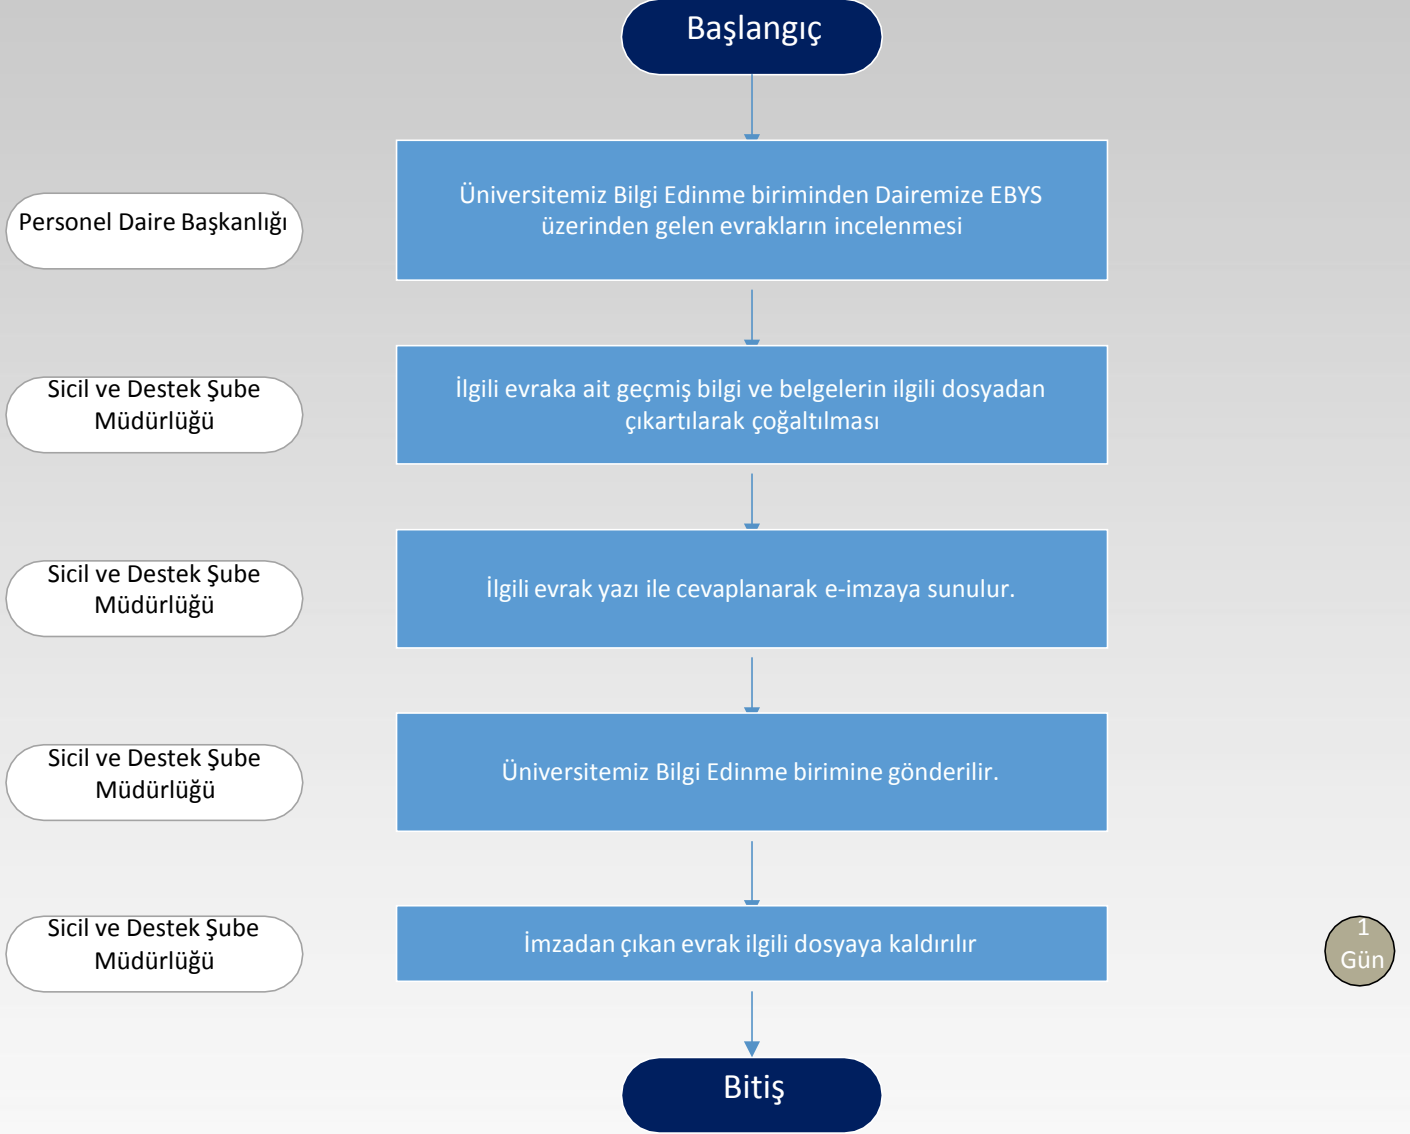 Başlangıç
Personel Daire Başkanlığı
Üniversitemiz Bilgi Edinme biriminden Dairemize EBYS
üzerinden gelen evrakların incelenmesi
Sicil ve Destek Şube
Müdürlüğü
İlgili evraka ait geçmiş bilgi ve belgelerin ilgili dosyadan
çıkartılarak çoğaltılması
Sicil ve Destek Şube
Müdürlüğü
İlgili evrak yazı ile cevaplanarak e-imzaya sunulur.
Sicil ve Destek Şube
Müdürlüğü
Üniversitemiz Bilgi Edinme birimine gönderilir.
Sicil ve Destek Şube
Müdürlüğü
İmzadan çıkan evrak ilgili dosyaya kaldırılır
1
Gün
Bitiş